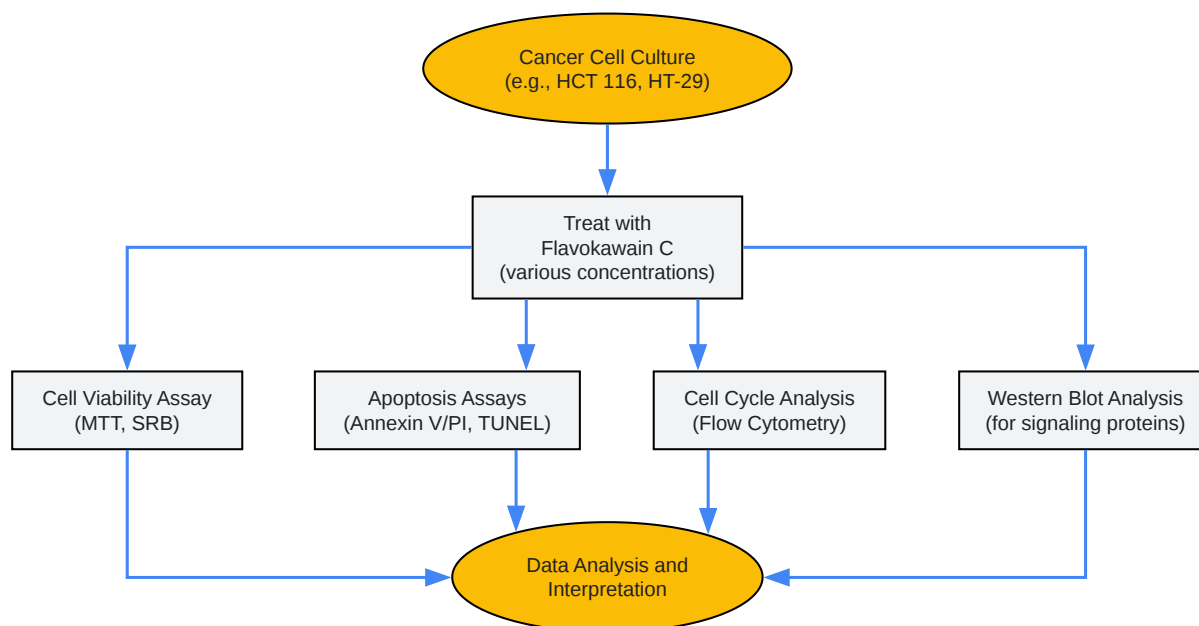 Cancer Cell Culture
(e.g., HCT 116, HT-29)
Treat with
Flavokawain C
(various concentrations)
Cell Viability Assay
(MTT, SRB)
Apoptosis Assays
(Annexin V/PI, TUNEL)
Cell Cycle Analysis
(Flow Cytometry)
Western Blot Analysis
(for signaling proteins)
Data Analysis and
Interpretation